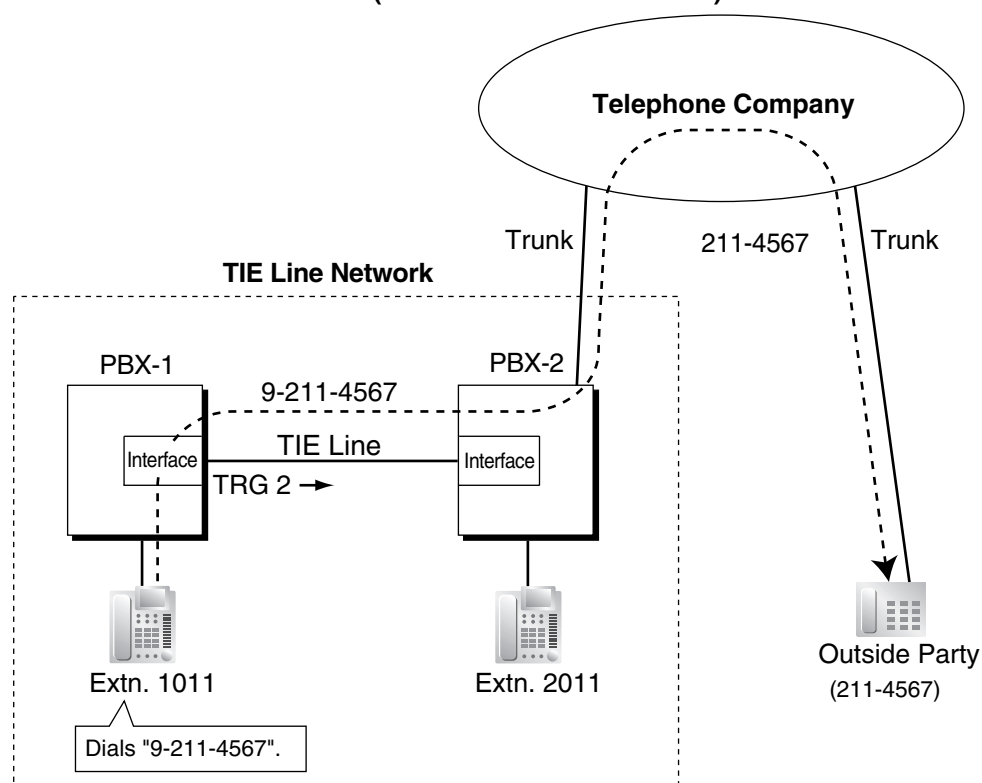 Telephone Company
Trunk
211-4567
Trunk
TIE Line Network
PBX-1
PBX-2
9-211-4567
Interface
TIE Line
Interface
TRG 2
Extn. 1011
Extn. 2011
Outside Party
(211-4567)
Dials "9-211-4567".